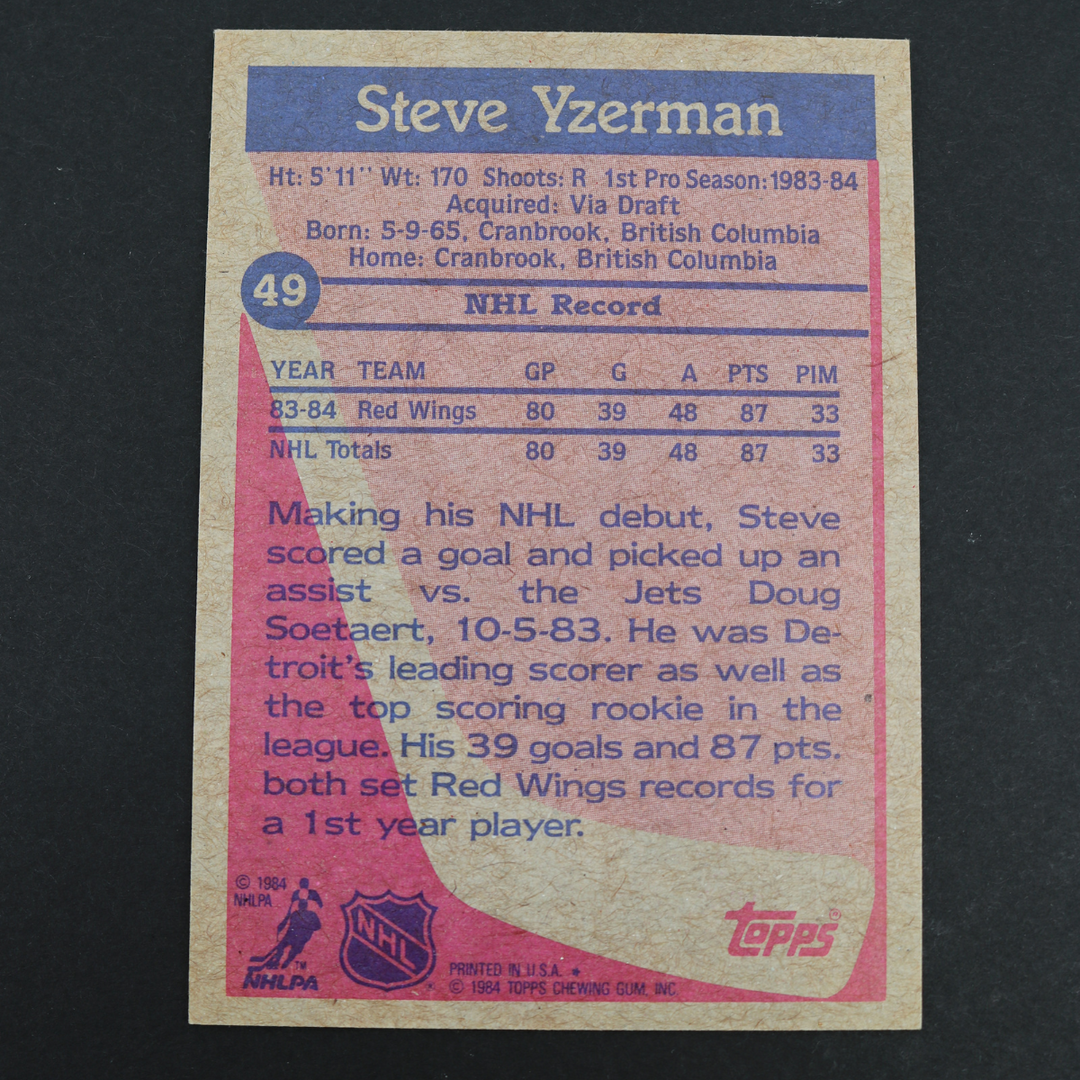 Steve Yzerman
Ht: 5'11" Wt: 170 Shoots: R 1st Pro Season: 1983-84
Acquired: Via Draft
Born: 5-9-65, Cranbrook, British Columbia
Home: Cranbrook, British Columbia
49
NHL Record
YEAR TEAM GP G A PTS PIM
83-84 Red Wings 80 39 48 87 33
NHL Totals 80 39 48 87 33
Making his NHL debut, Steve
scored a goal and picked up an
assist vs. the Jets Doug
Soetaert, 10-5-83. He was De-
troit's leading scorer as well as
the top scoring rookie in the
league. His 39 goals and 87 pts.
both set Red Wings records for
a 1st year player.
© 1984
NHLPA
TM
NHLPA
NHL
PRINTED IN U.S.A. *
© 1984 TOPPS CHEWING GUM, INC.
topps®